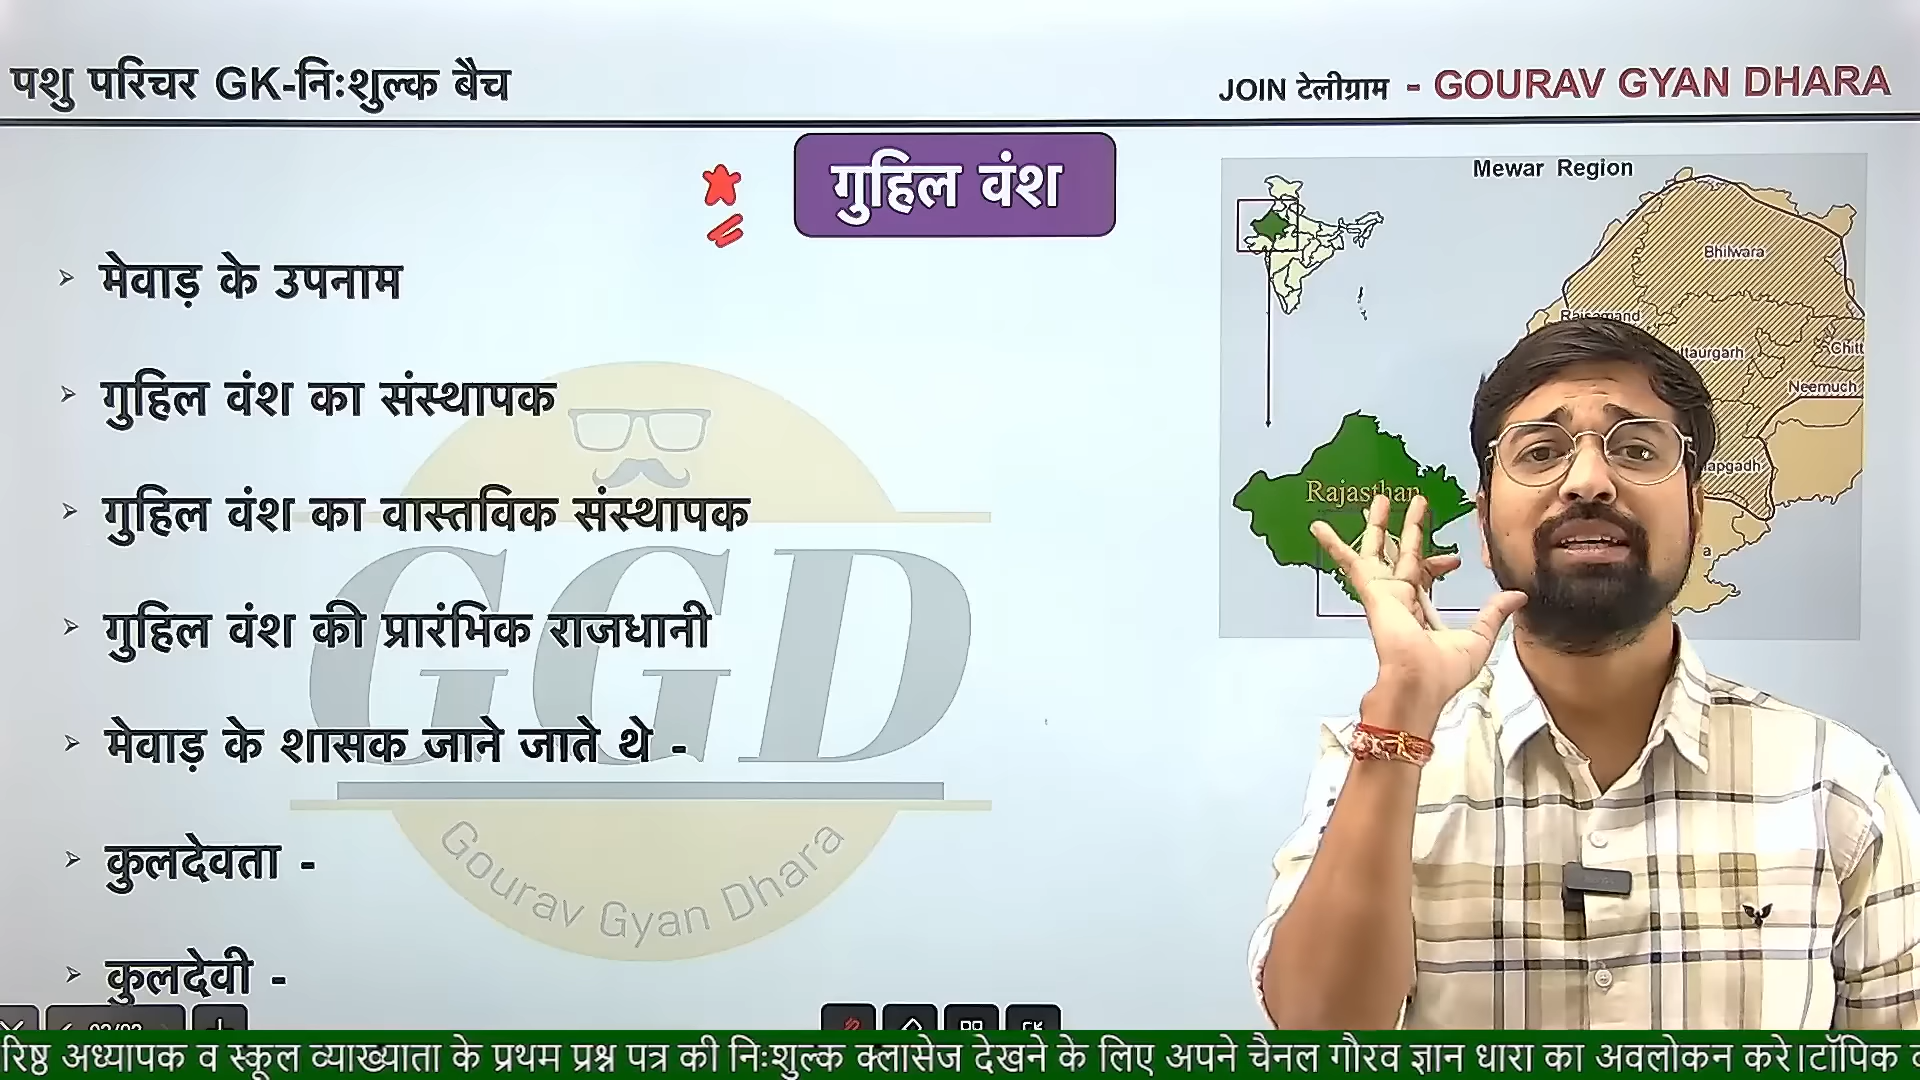 पशु परिचर GK-निःशुल्क बैच
JOIN टेलीग्राम - GOURAV GYAN DHARA
गुहिल वंश
Mewar Region
Bhilwara
Rajsamand
Chitt
Neemuch
Rajasthan
मेवाड़ के उपनाम
गुहिल वंश का संस्थापक
गुहिल वंश का वास्तविक संस्थापक
गुहिल वंश की प्रारंभिक राजधानी
मेवाड़ के शासक जाने जाते थे -
कुलदेवता -
कुलदेवी -
GGD
Gourav Gyan Dhara
रिष्ठ अध्यापक व स्कूल व्याख्याता के प्रथम प्रश्न पत्र की निःशुल्क क्लासेज देखने के लिए अपने चैनल गौरव ज्ञान धारा का अवलोकन करे।टॉपिक